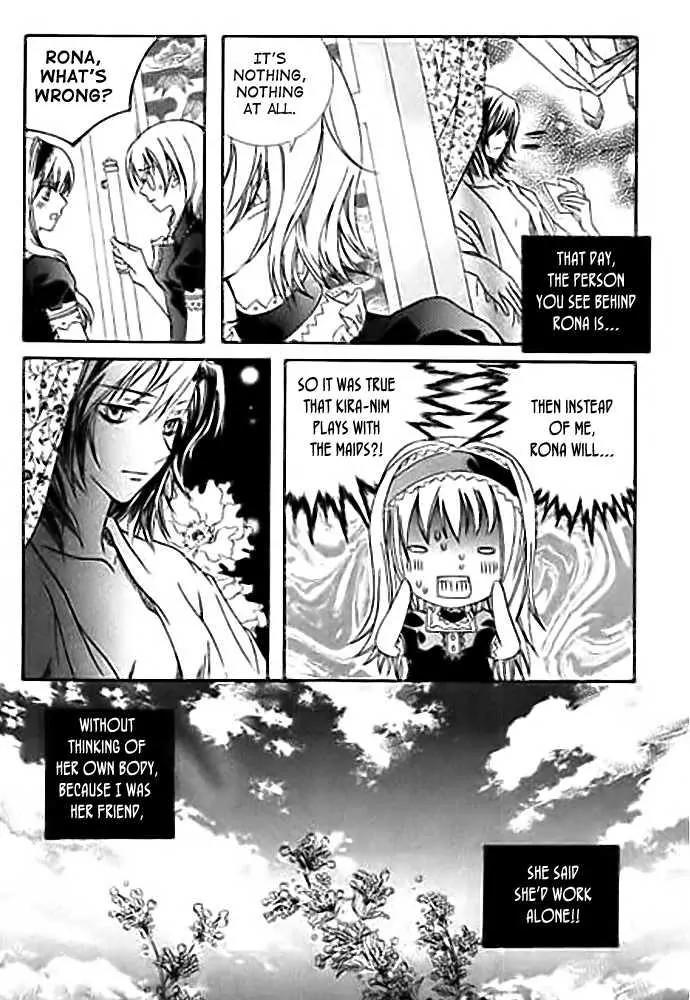 RONA,
WHAT'S
WRONG?
IT'S
NOTHING,
NOTHING
AT ALL.
THAT DAY,
THE PERSON
YOU SEE BEHIND
RONA IS...
SO IT WAS TRUE
THAT KIRA-NIM
PLAYS WITH
THE MAIDS?!
THEN INSTEAD
OF ME,
RONA WILL...
WITHOUT
THINKING OF
HER OWN BODY,
BECAUSE I WAS
HER FRIEND,
SHE SAID
SHE'D WORK
ALONE!!